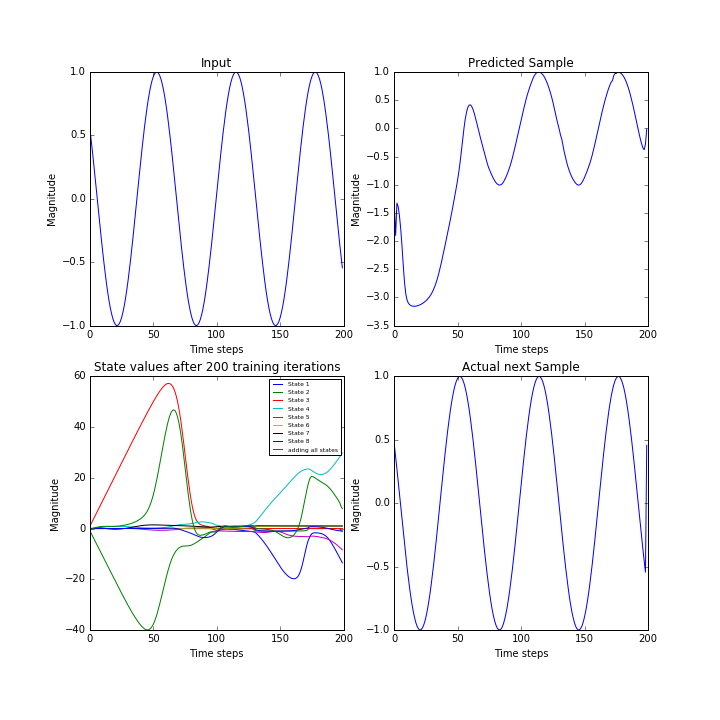 Input
1.0
0.5
0.0
−0.5
−1.0
Magnitude
0
50
100
150
200
Time steps
Predicted Sample
1.0
0.5
0.0
−0.5
−1.0
−1.5
−2.0
−2.5
−3.0
−3.5
Magnitude
0
50
100
150
200
Time steps
State values after 200 training iterations
60
40
20
0
−20
−40
Magnitude
State 1
State 2
State 3
State 4
State 5
State 6
State 7
State 8
adding all states
0
50
100
150
200
Time steps
Actual next Sample
1.0
0.5
0.0
−0.5
−1.0
Magnitude
0
50
100
150
200
Time steps